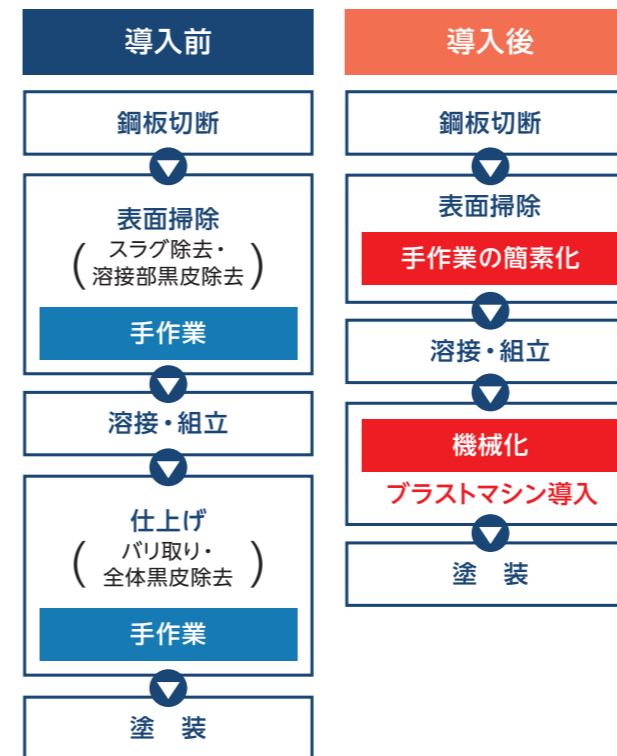 導入前
鋼板切断
表面掃除
(スラグ除去・
溶接部黒皮除去)
手作業
溶接・組立
仕上げ
(バリ取り・
全体黒皮除去)
手作業
塗　装
導入後
鋼板切断
表面掃除
手作業の簡素化
溶接・組立
機械化
ブラストマシン導入
塗　装